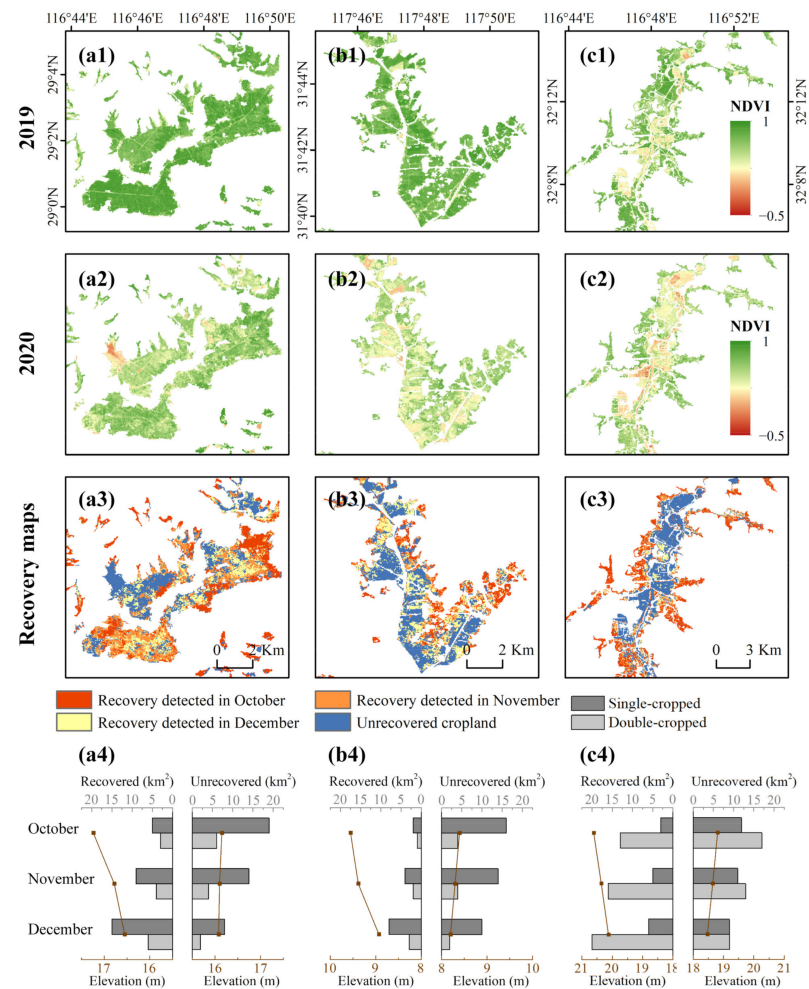 116°44'E 116°46'E 116°48'E 116°50'E 117°46'E 117°48'E 117°50'E 116°44'E 116°48'E 116°52'E
(a1) (b1) (c1)
2019
29°4'N
29°2'N
29°0'N
31°44'N
31°42'N
31°40'N
32°12'N
32°8'N
NDVI
1
−0.5
32°12'N
32°8'N
(a2) (b2) (c2)
2020
NDVI
1
−0.5
(a3) (b3) (c3)
Recovery maps
0 2 Km 0 2 Km 0 3 Km
Recovery detected in October Recovery detected in November Single-cropped
Recovery detected in December Unrecovered cropland Double-cropped
(a4) (b4) (c4)
Recovered (km²) Unrecovered (km²) Recovered (km²) Unrecovered (km²) Recovered (km²) Unrecovered (km²)
20 15 10 5 0 0 5 10 15 20 20 15 10 5 0 0 5 10 15 20 20 15 10 5 0 0 5 10 15 20
October
November
December
17 16 16 17 10 9 8 8 9 10 21 20 19 18 18 19 20 21
Elevation (m) Elevation (m) Elevation (m) Elevation (m) Elevation (m) Elevation (m)